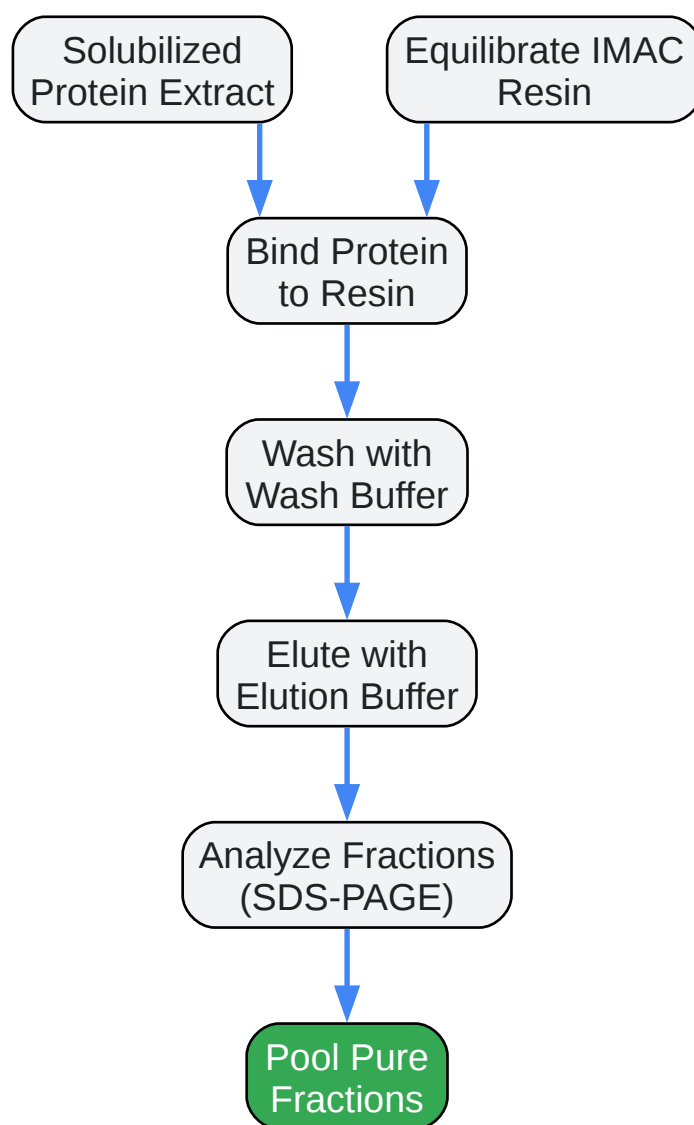 Solubilized
Protein Extract
Equilibrate IMAC
Resin
Bind Protein
to Resin
Wash with
Wash Buffer
Elute with
Elution Buffer
Analyze Fractions
(SDS-PAGE)
Pool Pure
Fractions